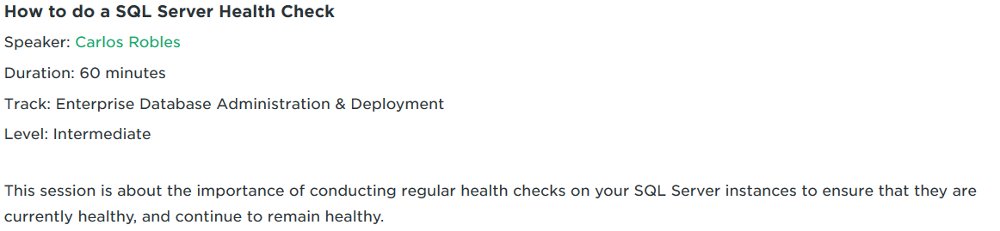 How to do a SQL Server Health Check
Speaker: Carlos Robles
Duration: 60 minutes
Track: Enterprise Database Administration & Deployment
Level: Intermediate
This session is about the importance of conducting regular health checks on your SQL Server instances to ensure that they are
currently healthy, and continue to remain healthy.